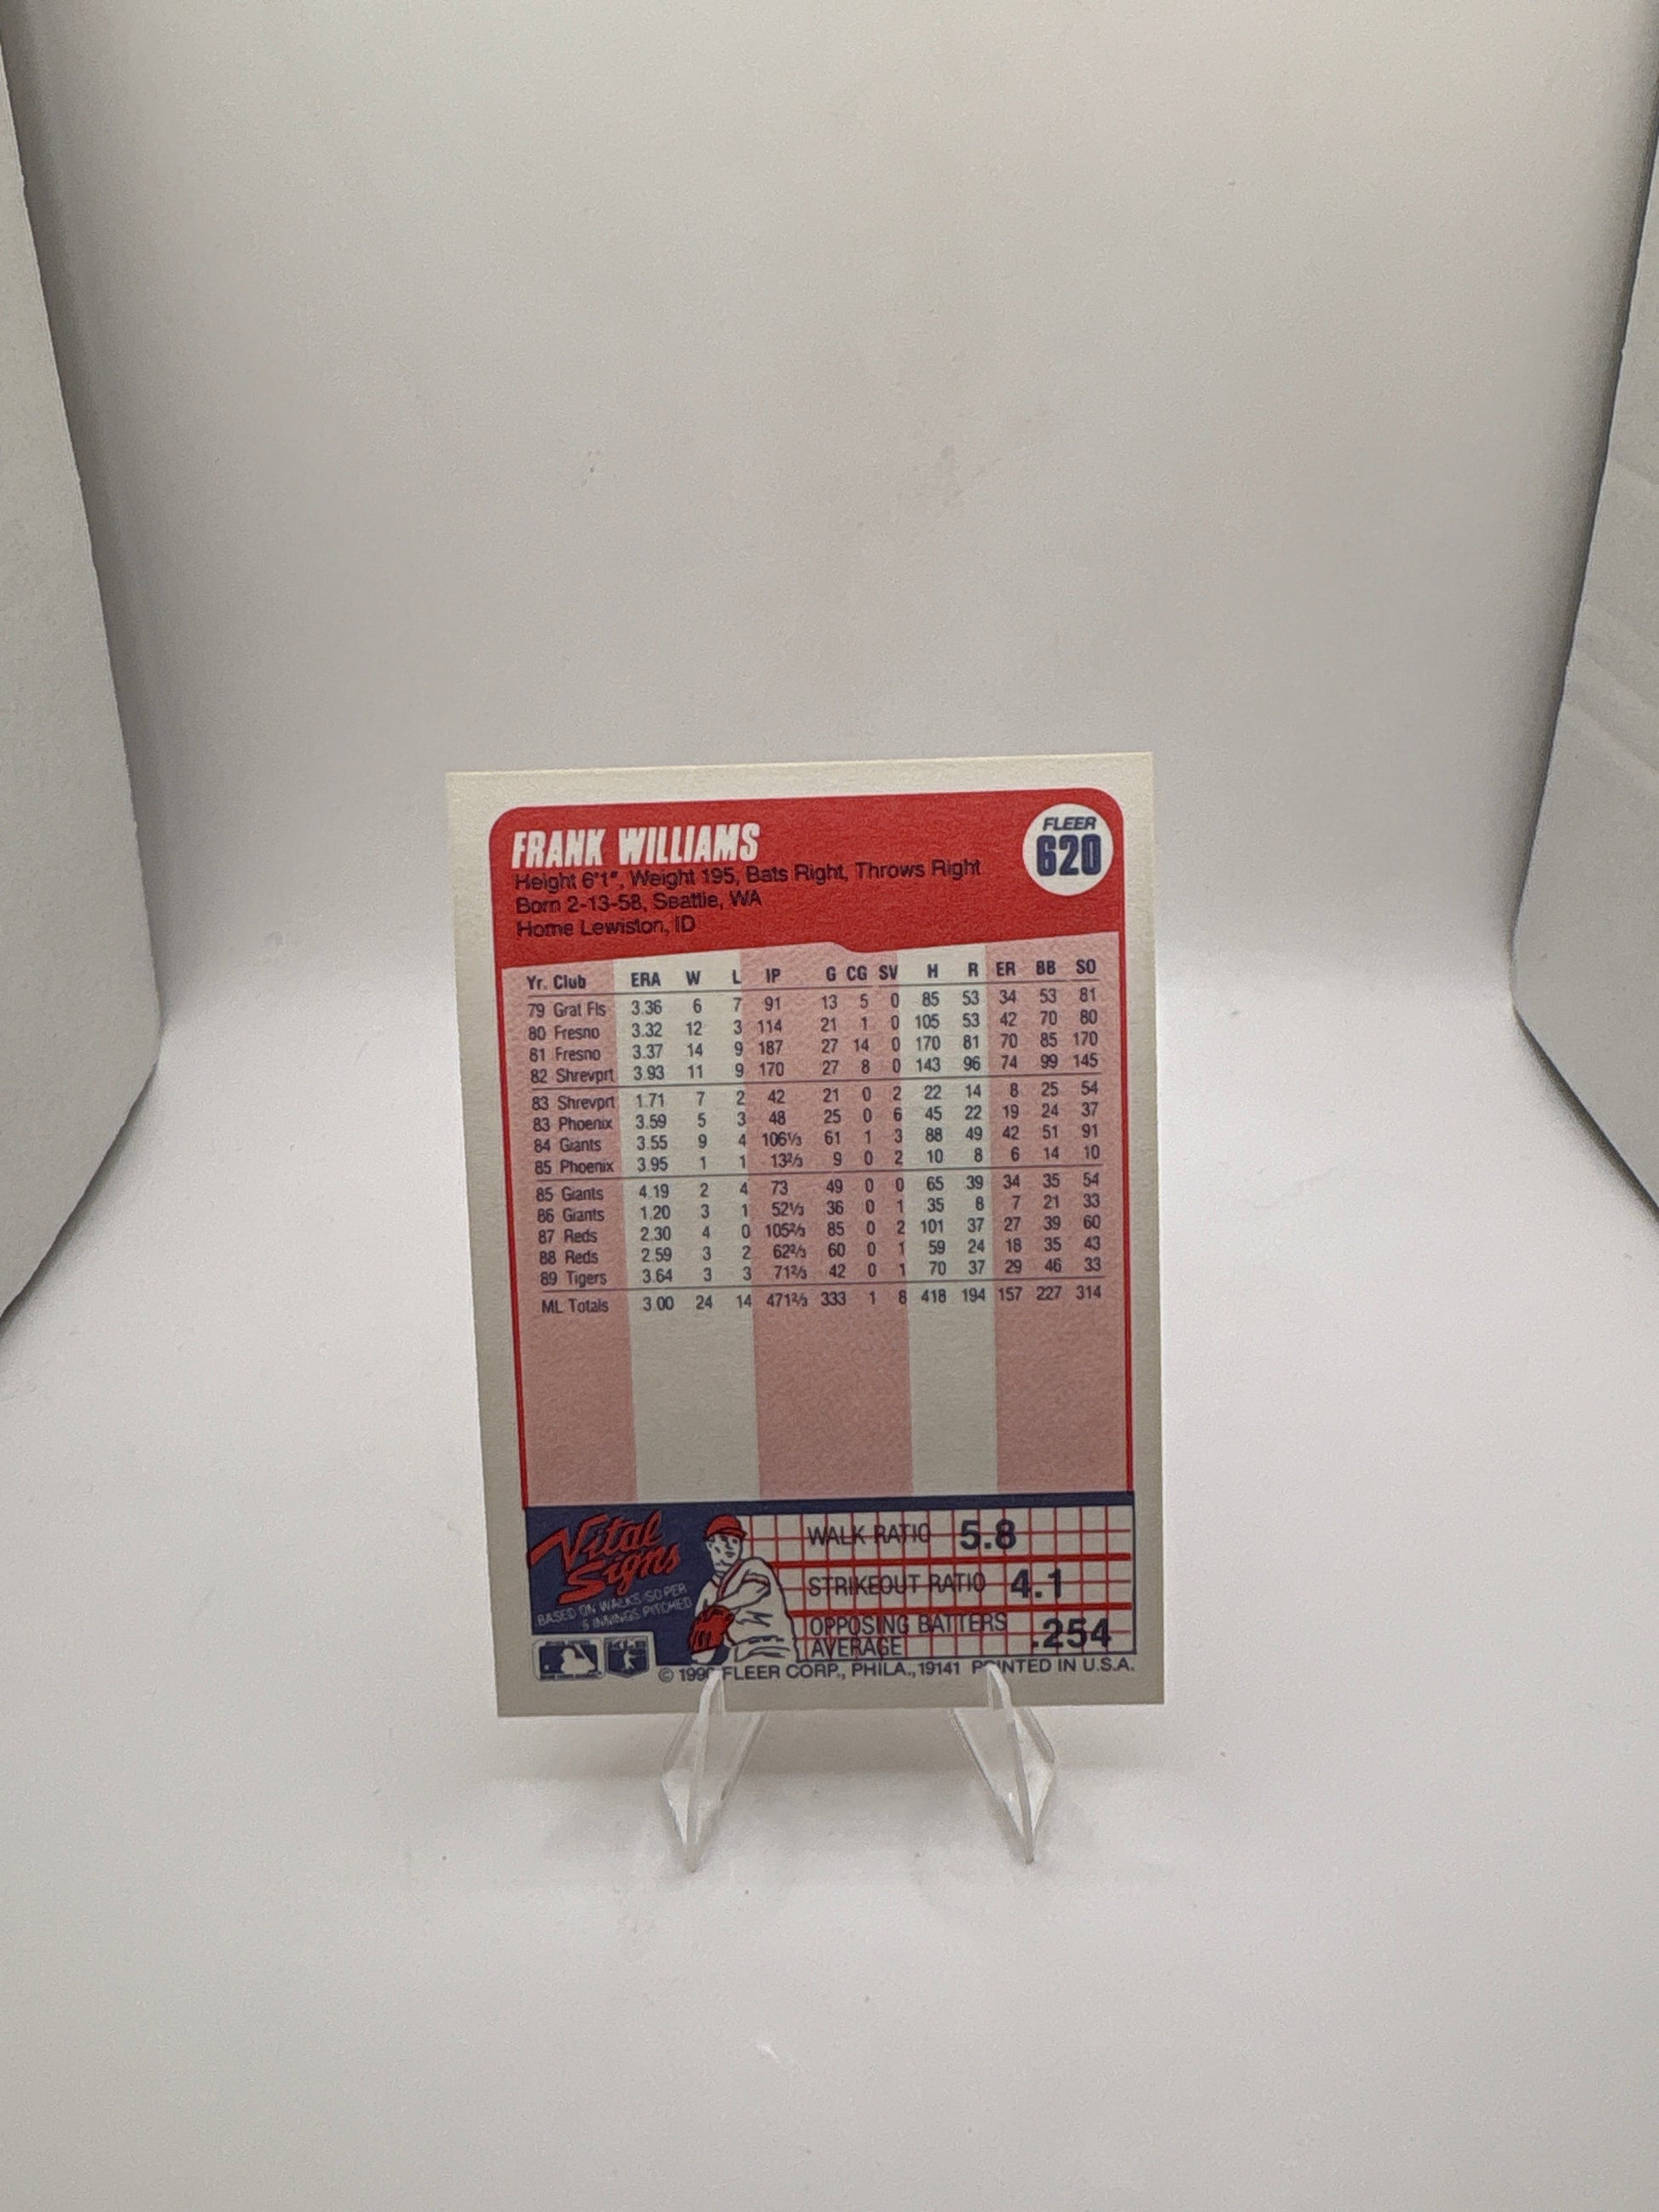 FRANK WILLIAMS
FLEER
620
Height 6'1", Weight 195, Bats Right, Throws Right
Born 2-13-58, Seattle, WA
Home Lewiston, ID
Yr. Club ERA W L IP G CG SV H R ER BB SO
79 Grat Fls 3.36 6 7 91 13 5 0 85 53 34 53 81
80 Fresno 3.32 12 3 114 21 1 0 105 53 42 70 80
81 Fresno 3.37 14 9 187 27 14 0 170 81 70 85 170
82 Shrevprt 3.93 11 9 170 27 8 0 143 96 74 99 145
83 Shrevprt 1.71 7 2 42 21 0 2 22 14 8 25 54
83 Phoenix 3.59 5 3 48 25 0 6 45 22 19 24 37
84 Giants 3.55 9 4 106⅓ 61 1 3 88 49 42 51 91
85 Phoenix 3.95 1 1 13⅔ 9 0 2 10 8 6 14 10
85 Giants 4.19 2 4 73 49 0 0 65 39 34 35 54
86 Giants 1.20 3 1 52⅓ 36 0 1 35 8 7 21 33
87 Reds 2.30 4 0 105⅔ 85 0 2 101 37 27 39 60
88 Reds 2.59 3 2 62⅔ 60 0 1 59 24 18 35 43
89 Tigers 3.64 3 3 71⅔ 42 0 1 70 37 29 46 33
ML Totals 3.00 24 14 471⅔ 333 1 8 418 194 157 227 314
Vital
Signs
BASED ON WALKS/SO PER
9 INNINGS PITCHED
WALK RATIO 5.8
STRIKEOUT RATIO 4.1
OPPOSING BATTERS
AVERAGE .254
© 1990 FLEER CORP., PHILA., 19141 PRINTED IN U.S.A.